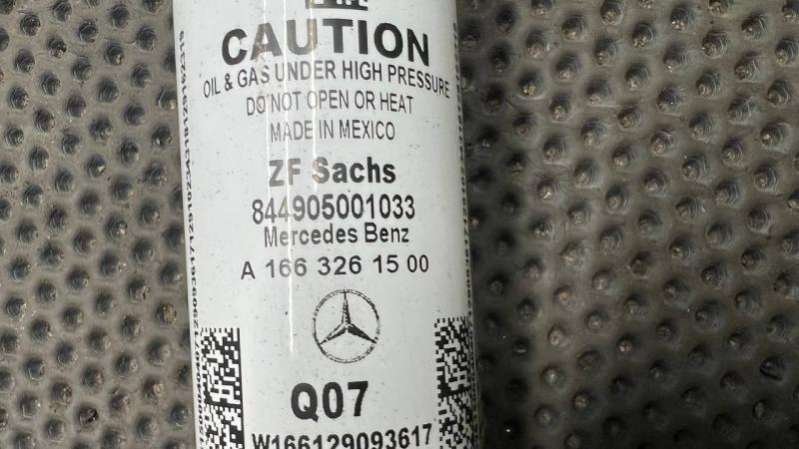 CAUTION
OIL & GAS UNDER HIGH PRESSURE
DO NOT OPEN OR HEAT
MADE IN MEXICO
ZF Sachs
844905001033
Mercedes Benz
A 166 326 15 00
Q07
W166129093617